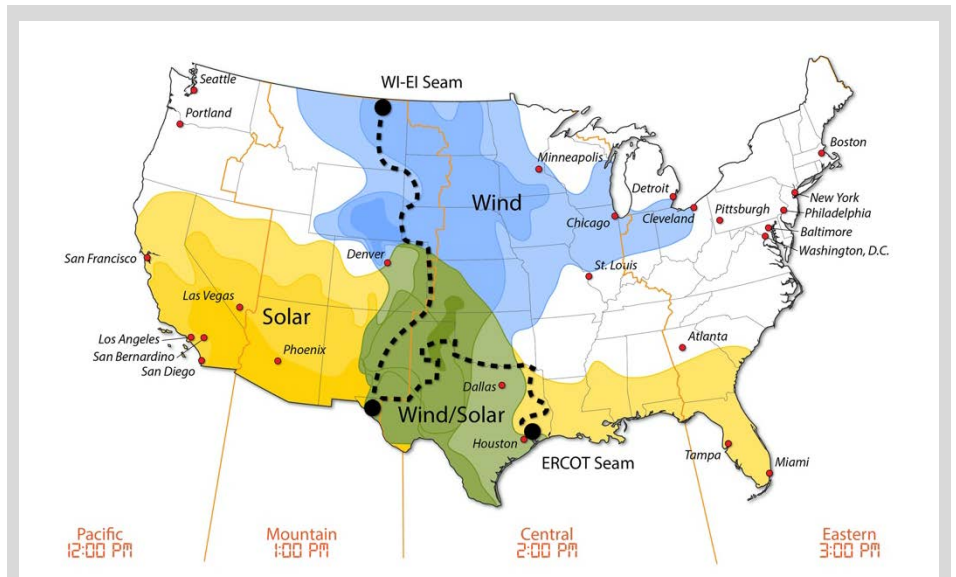 WI-EI Seam
Seattle
Portland
Minneapolis
Boston
Detroit
New York
Wind
Chicago
Cleveland
Pittsburgh
Philadelphia
Baltimore
Washington, D.C.
San Francisco
Denver
St. Louis
Las Vegas
Solar
Los Angeles
San Bernardino
San Diego
Phoenix
Atlanta
Dallas
Wind/Solar
Houston
ERCOT Seam
Tampa
Miami
Pacific
12:00 PM
Mountain
1:00 PM
Central
2:00 PM
Eastern
3:00 PM